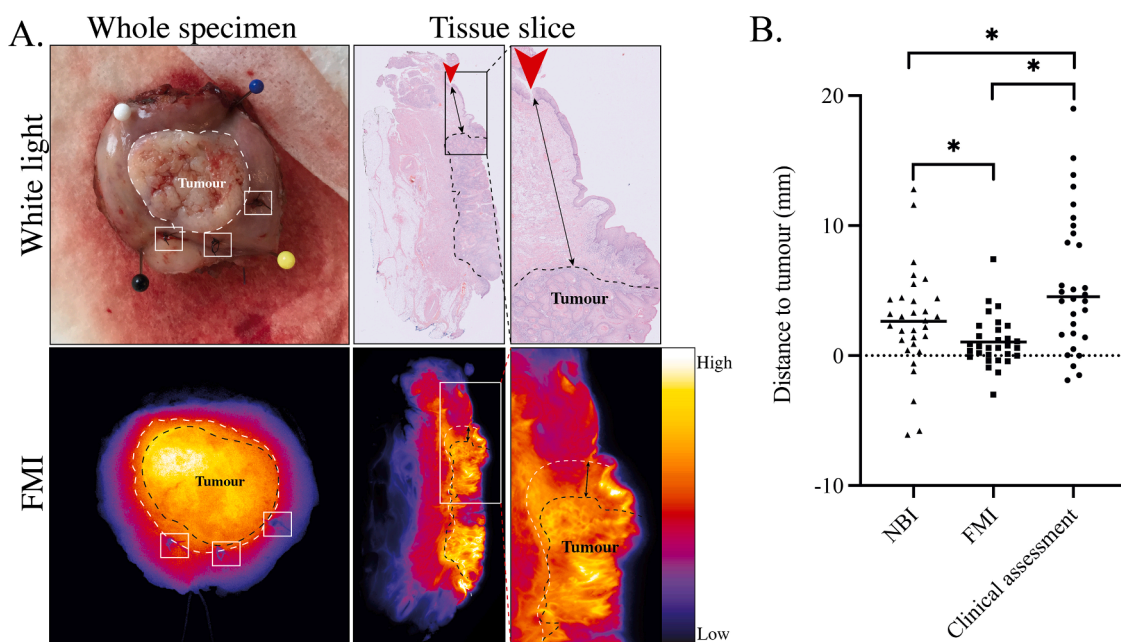 A.
Whole specimen
Tissue slice
White light
Tumour
Tumour
FMI
Tumour
Tumour
High
Low
B.
*
*
*
20
10
0
-10
Distance to tumour (mm)
NBI
FMI
Clinical assessment